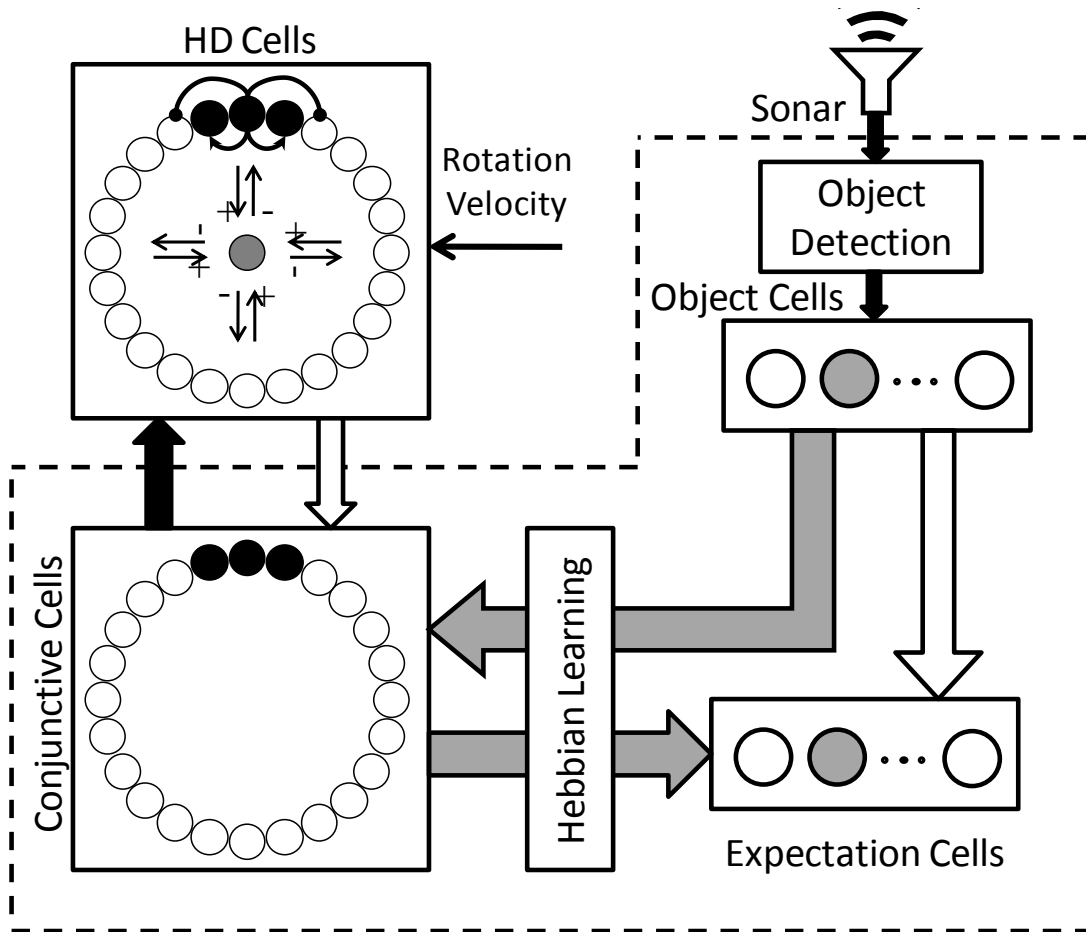 HD Cells
Sonar
Rotation
Velocity
Object
Detection
Object Cells
+ -
- +
+ -
- +
Conjunctive Cells
Hebbian Learning
Expectation Cells